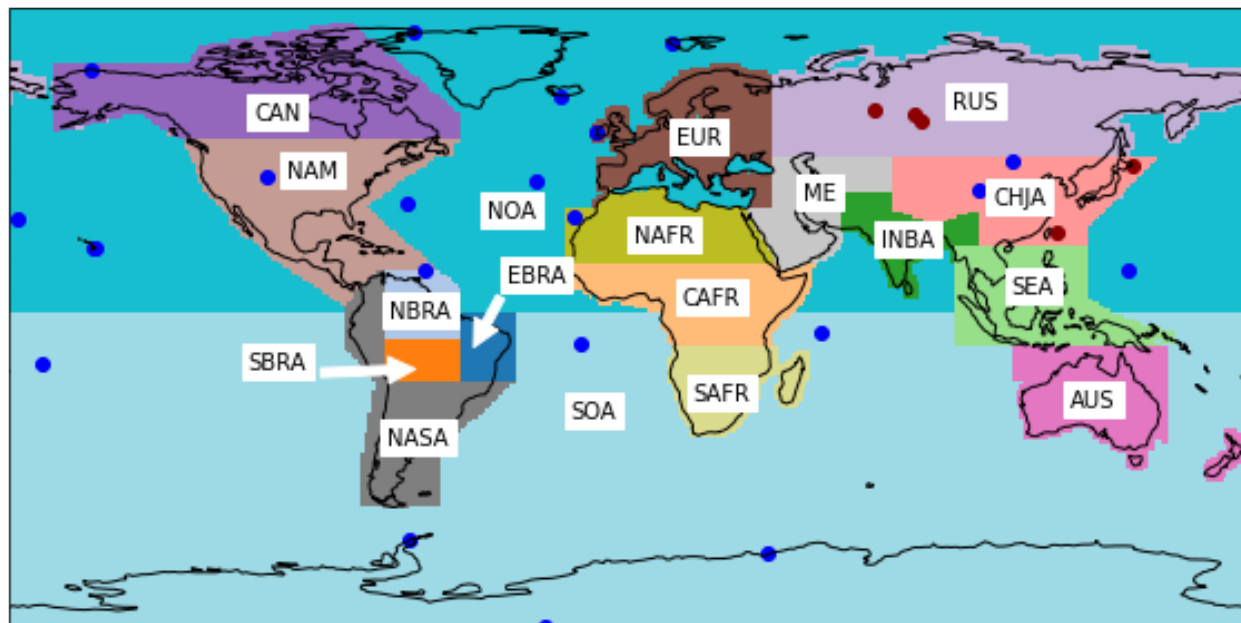 CAN
RUS
EUR
NAM
ME
CHJA
NOA
NAFR
INBA
EBRA
SEA
CAFR
NBRA
SBRA
SAFR
AUS
SOA
NASA